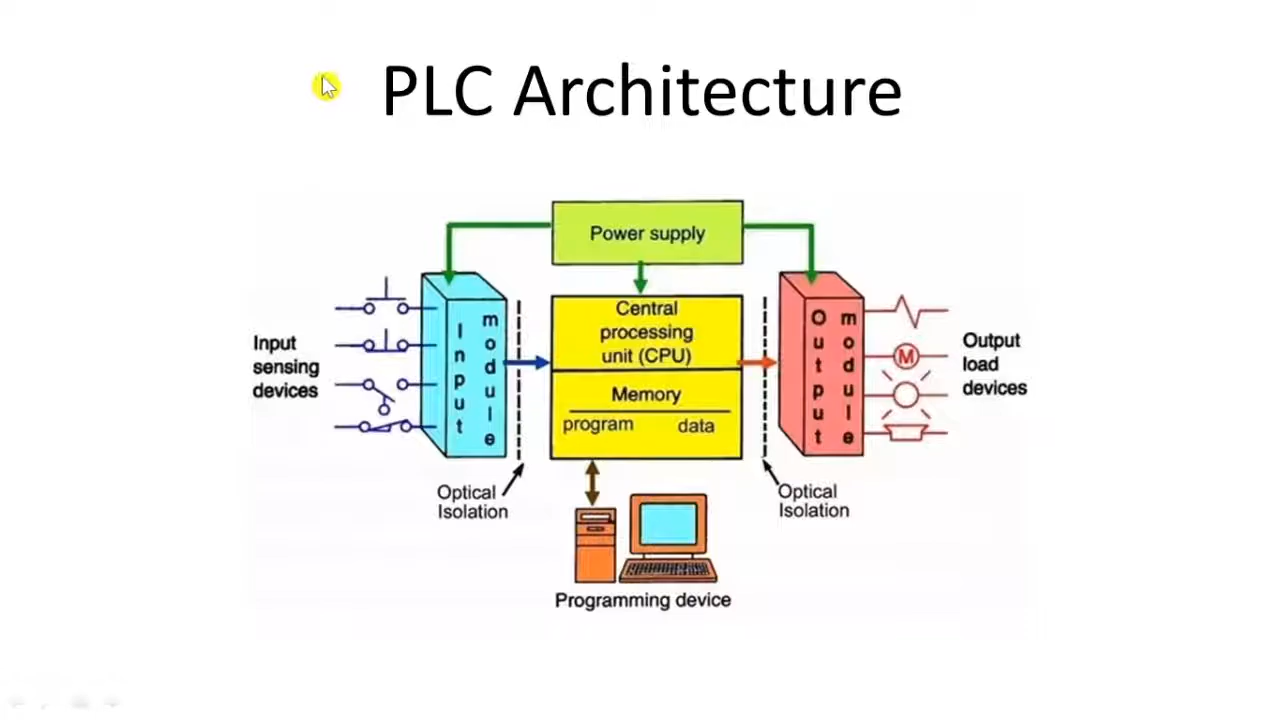 PLC Architecture
Power supply
Central
processing
unit (CPU)
Memory
program data
Input
sensing
devices
Input
module
Output
module
M
Output
load
devices
Optical
Isolation
Optical
Isolation
Programming device